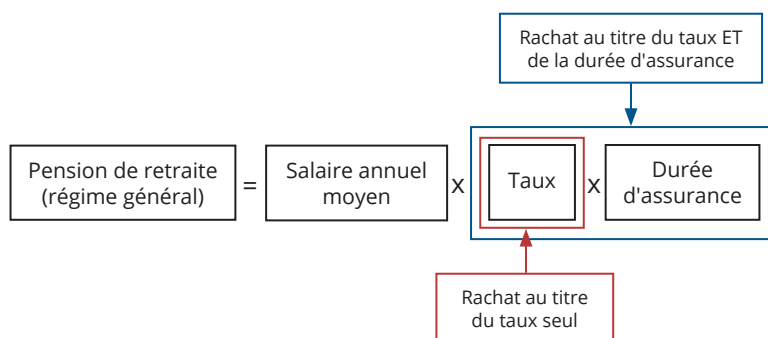 Rachat au titre du taux ET
de la durée d'assurance
Pension de retraite
(régime général)
=
Salaire annuel
moyen
x
Taux
x
Durée
d'assurance
Rachat au titre
du taux seul